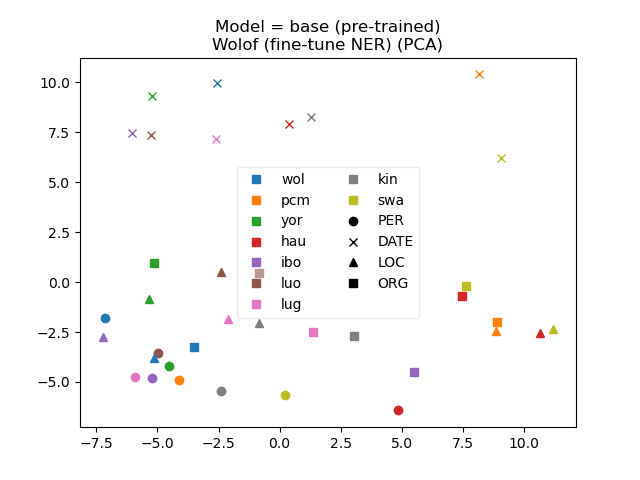 Model = base (pre-trained)
Wolof (fine-tune NER) (PCA)
10.0
7.5
5.0
2.5
0.0
−2.5
−5.0
wol
pcm
yor
hau
ibo
luo
lug
kin
swa
PER
DATE
LOC
ORG
−7.5 −5.0 −2.5 0.0 2.5 5.0 7.5 10.0